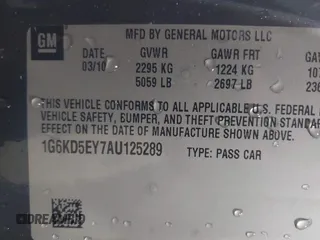 GM
MFD BY GENERAL MOTORS LLC
DATE GVWR GAWR FRT
03/10 2295 KG 1224 KG
5059 LB 2697 LB
THIS VEHICLE CONFORMS TO ALL APPLICABLE U.S. FEDERAL
VEHICLE SAFETY, BUMPER, AND THEFT PREVENTION STANDARD
EFFECT ON THE DATE OF MANUFACTURE SHOWN ABOVE.
1G6KD5EY7AU125289 TYPE: PASS CAR